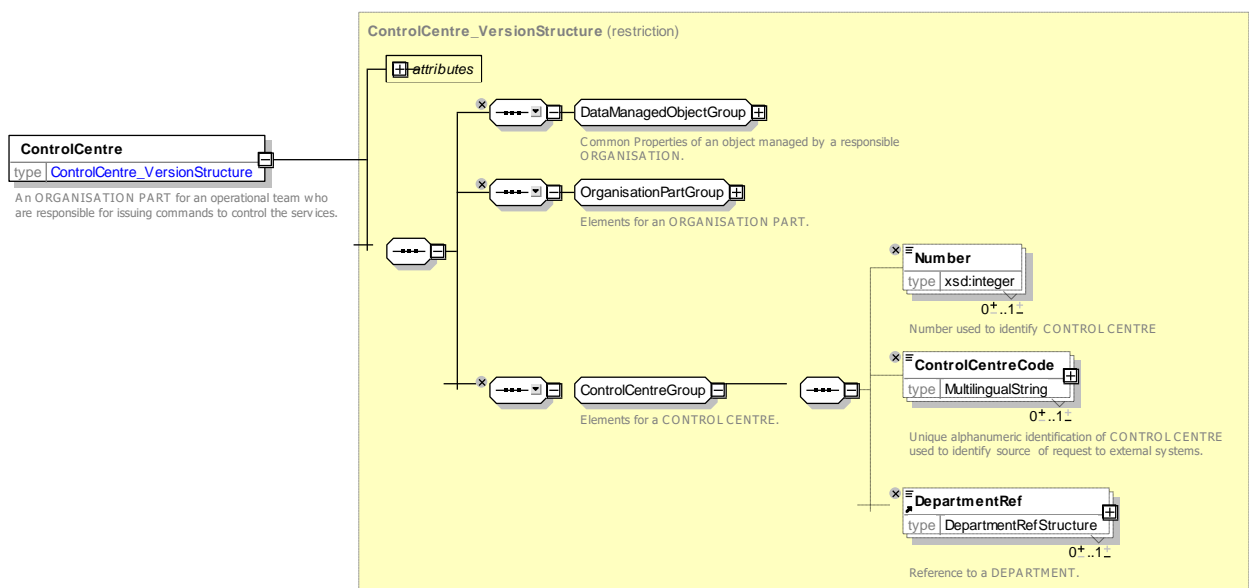 ControlCentre_VersionStructure (restriction)
attributes
DataManagedObjectGroup
Common Properties of an object managed by a responsible
ORGANISATION.
ControlCentre
type ControlCentre_VersionStructure
An ORGANISATION PART for an operational team who
are responsible for issuing commands to control the services.
OrganisationPartGroup
Elements for an ORGANISATION PART.
Number
type xsd:integer
0..1
Number used to identify CONTROL CENTRE
ControlCentreGroup
Elements for a CONTROL CENTRE.
ControlCentreCode
type MultilingualString
0..1
Unique alphanumeric identification of CONTROL CENTRE
used to identify source of request to external systems.
DepartmentRef
type DepartmentRefStructure
0..1
Reference to a DEPARTMENT.